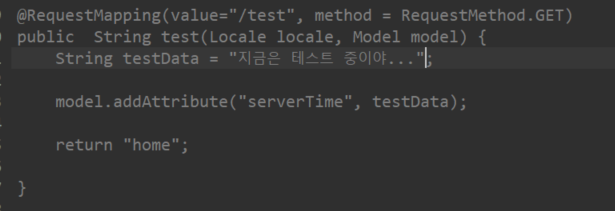 @RequestMapping(value="/test", method = RequestMethod.GET)
public  String test(Locale locale, Model model) {
    String testData = "지금은 테스트 중이야...";

    model.addAttribute("serverTime", testData);

    return "home";

}